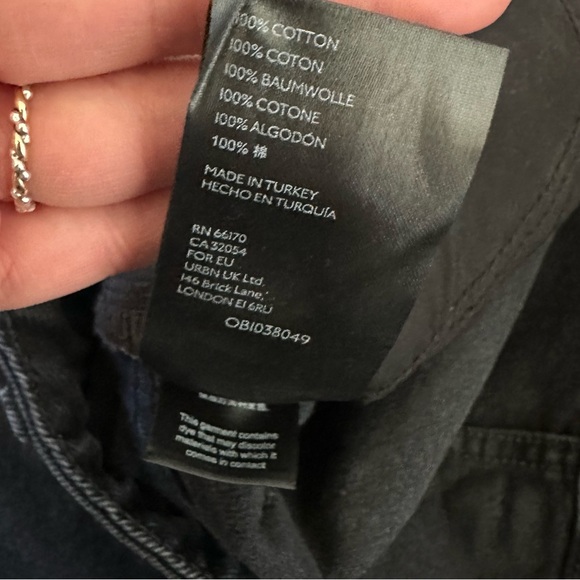 100% COTTON
100% COTON
100% BAUMWOLLE
100% COTONE
100% ALGODÓN
100% 棉
MADE IN TURKEY
HECHO EN TURQUÍA
RN 66170
CA 32054
FOR EU
URBN UK Ltd.
146 Brick Lane,
LONDON E1 6RU
OB1038049
This garment contains
dye that may discolor
materials with which it
comes in contact